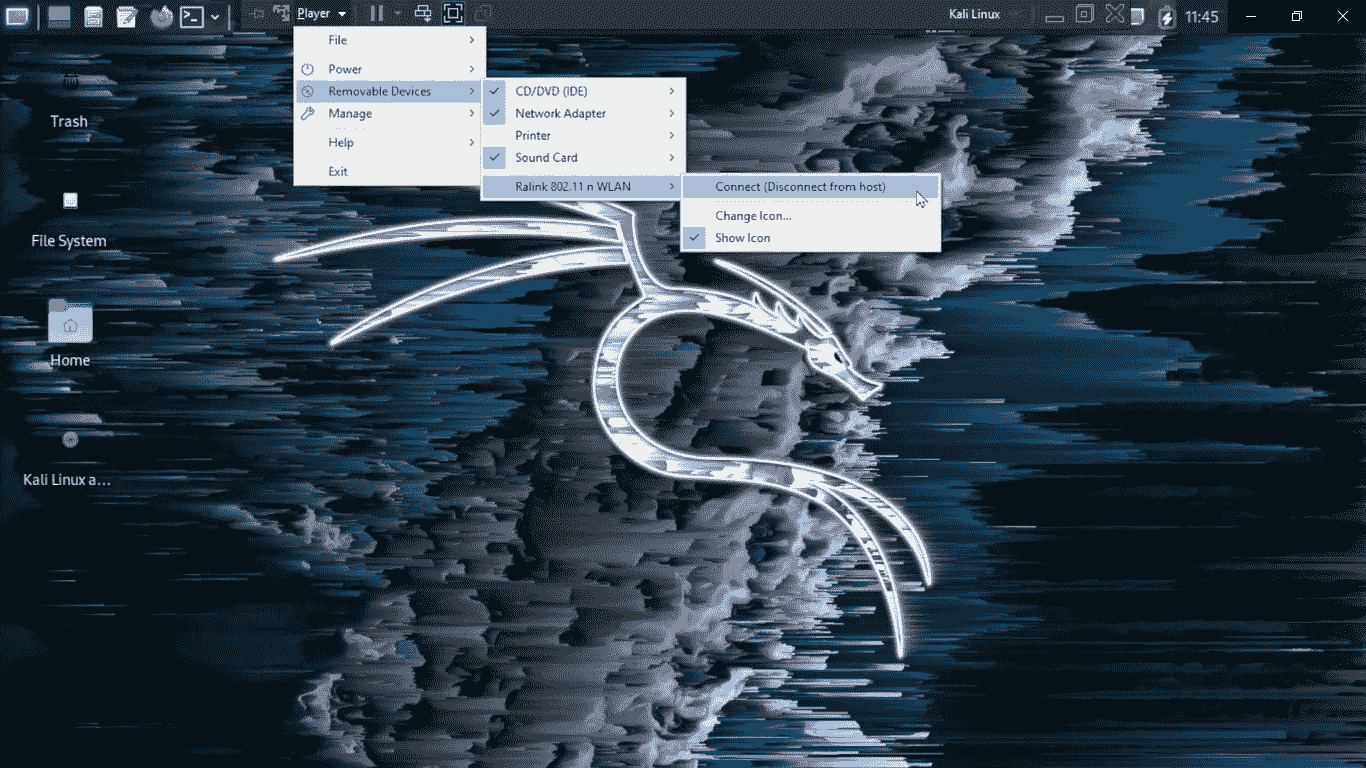 Player
Kali Linux
11:45
File
Power
Removable Devices
Manage
Help
Exit
CD/DVD (IDE)
Network Adapter
Printer
Sound Card
Ralink 802.11 n WLAN
Connect (Disconnect from host)
Change Icon...
Show Icon
Trash
File System
Home
Kali Linux a...